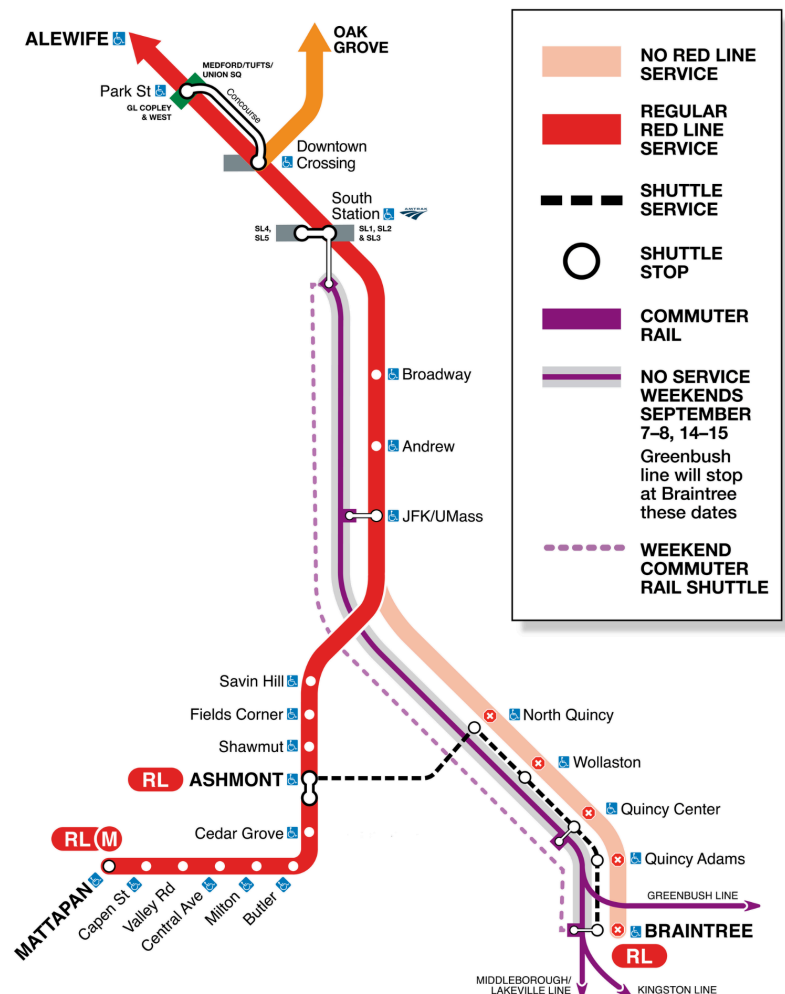 ALEWIFE
OAK
GROVE
MEDFORD/TUFTS/
UNION SQ
Park St
GL COPLEY
& WEST
Concourse
Downtown
Crossing
South
Station
AMTRAK
SL4,
SL5
SL1, SL2
& SL3
Broadway
Andrew
JFK/UMass
Savin Hill
Fields Corner
Shawmut
RL ASHMONT
Cedar Grove
RL M
MATTAPAN
Capen St
Valley Rd
Central Ave
Milton
Butler
North Quincy
Wollaston
Quincy Center
Quincy Adams
GREENBUSH LINE
BRAINTREE
RL
MIDDLEBOROUGH/
LAKEVILLE LINE
KINGSTON LINE
NO RED LINE
SERVICE
REGULAR
RED LINE
SERVICE
SHUTTLE
SERVICE
SHUTTLE
STOP
COMMUTER
RAIL
NO SERVICE
WEEKENDS
SEPTEMBER
7–8, 14–15
Greenbush
line will stop
at Braintree
these dates
WEEKEND
COMMUTER
RAIL SHUTTLE